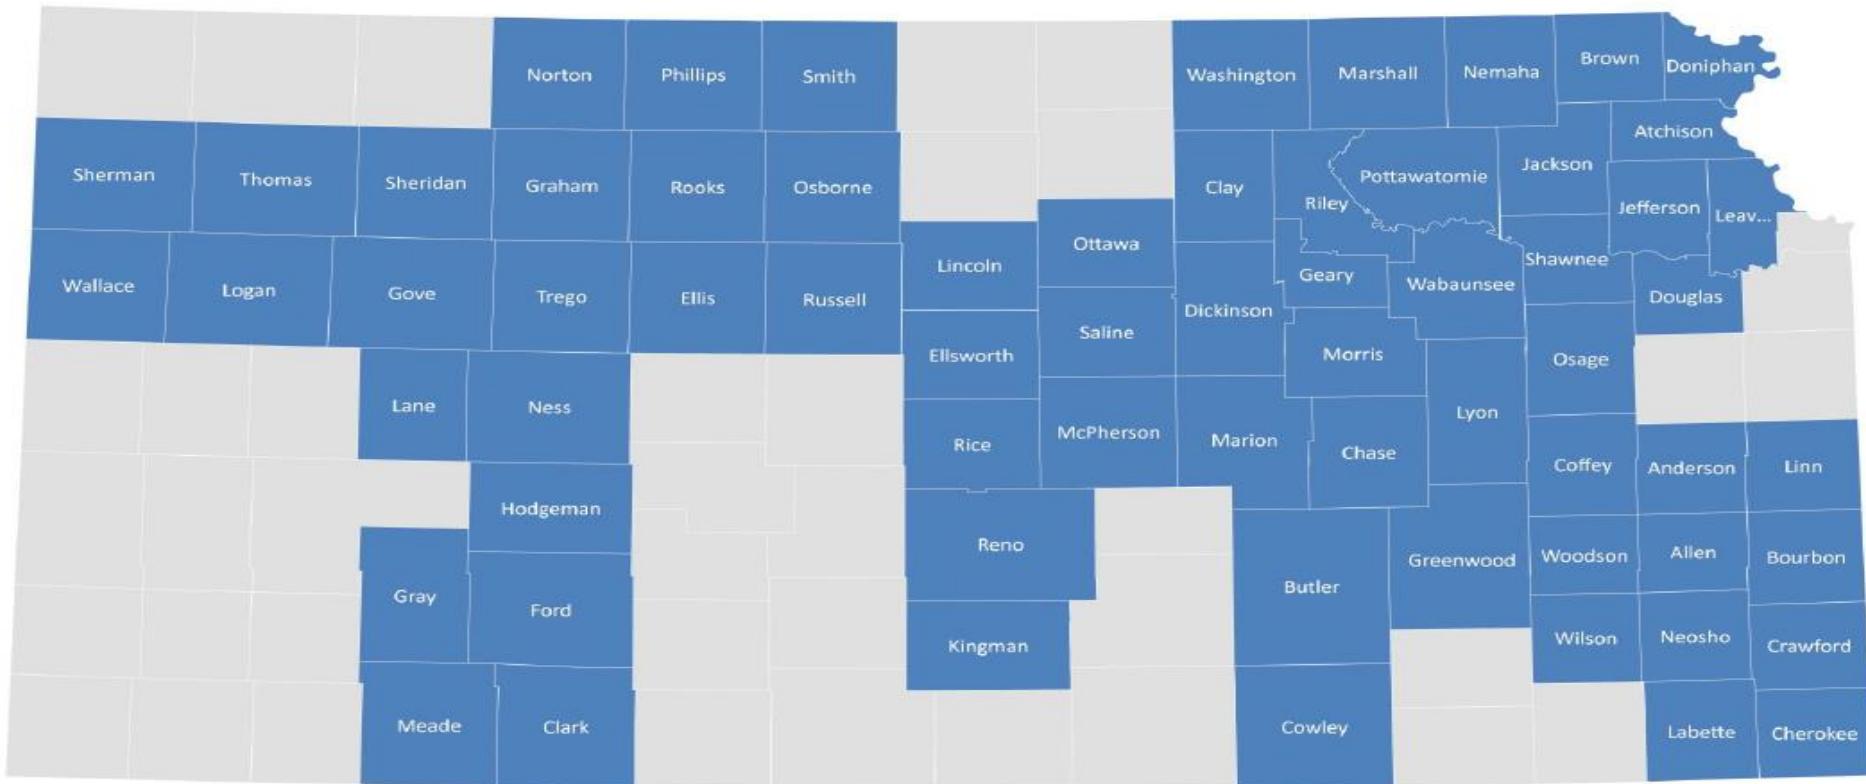 Norton
Phillips
Smith
Washington
Marshall
Nemaha
Brown
Doniphan
Atchison
Sherman
Thomas
Sheridan
Graham
Rooks
Osborne
Clay
Riley
Pottawatomie
Jackson
Jefferson
Leav...
Ottawa
Lincoln
Wallace
Logan
Gove
Trego
Ellis
Russell
Dickinson
Geary
Wabaunsee
Shawnee
Douglas
Saline
Ellsworth
Morris
Osage
Lane
Ness
Rice
McPherson
Marion
Chase
Lyon
Coffey
Anderson
Linn
Hodgeman
Reno
Butler
Greenwood
Woodson
Allen
Bourbon
Gray
Ford
Kingman
Wilson
Neosho
Crawford
Meade
Clark
Cowley
Labette
Cherokee